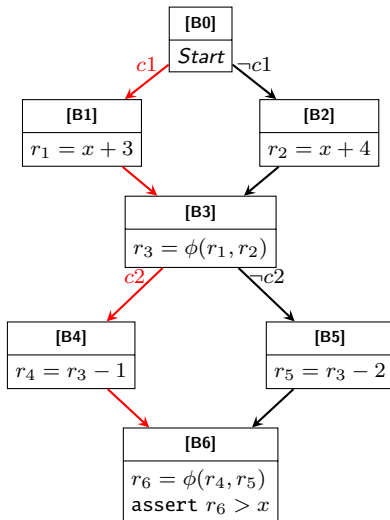 [B0]
Start
c1 ¬c1
[B1] [B2]
r₁ = x + 3 r₂ = x + 4
[B3]
r₃ = ϕ(r₁, r₂)
c2 ¬c2
[B4] [B5]
r₄ = r₃ − 1 r₅ = r₃ − 2
[B6]
r₆ = ϕ(r₄, r₅)
assert r₆ > x